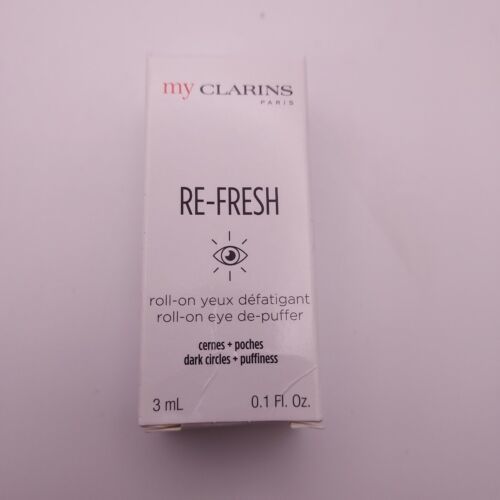 my CLARINS
PARIS
RE-FRESH
roll-on yeux défatigant
roll-on eye de-puffer
cernes + poches
dark circles + puffiness
3 mL 0.1 Fl. Oz.